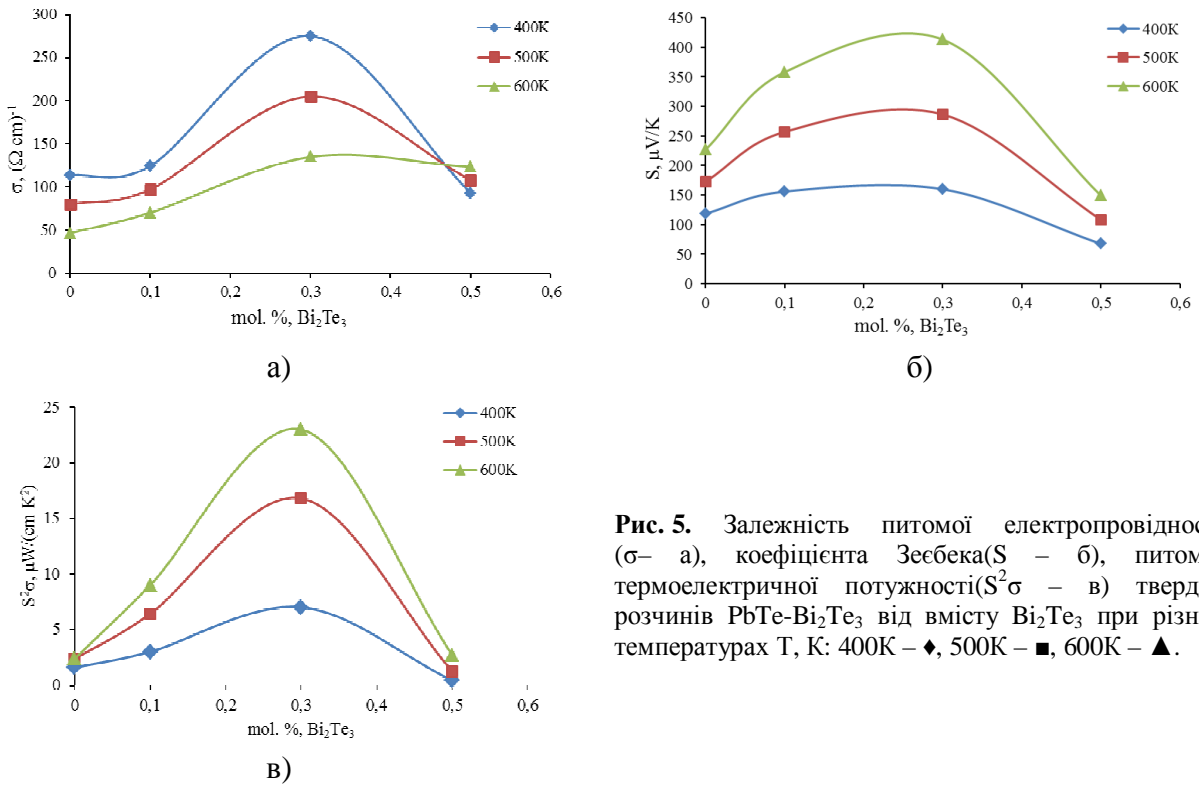 300
250
200
150
100
50
0
σ, (Ω cm)⁻¹
0 0,1 0,2 0,3 0,4 0,5 0,6
mol. %, Bi₂Te₃
400K
500K
600K
а)
450
400
350
300
250
200
150
100
50
0
S, μV/K
0 0,1 0,2 0,3 0,4 0,5 0,6
mol. %, Bi₂Te₃
400K
500K
600K
б)
25
20
15
10
5
0
S²σ, μW/(cm K²)
0 0,1 0,2 0,3 0,4 0,5 0,6
mol. %, Bi₂Te₃
400K
500K
600K
в)
Рис. 5. Залежність питомої електропровіднос
(σ– а), коефіцієнта Зеєбека(S – б), питом
термоелектричної потужності(S²σ – в) тверд
розчинів PbTe-Bi₂Te₃ від вмісту Bi₂Te₃ при різн
температурах Т, К: 400К – ♦, 500К – ■, 600К – ▲.